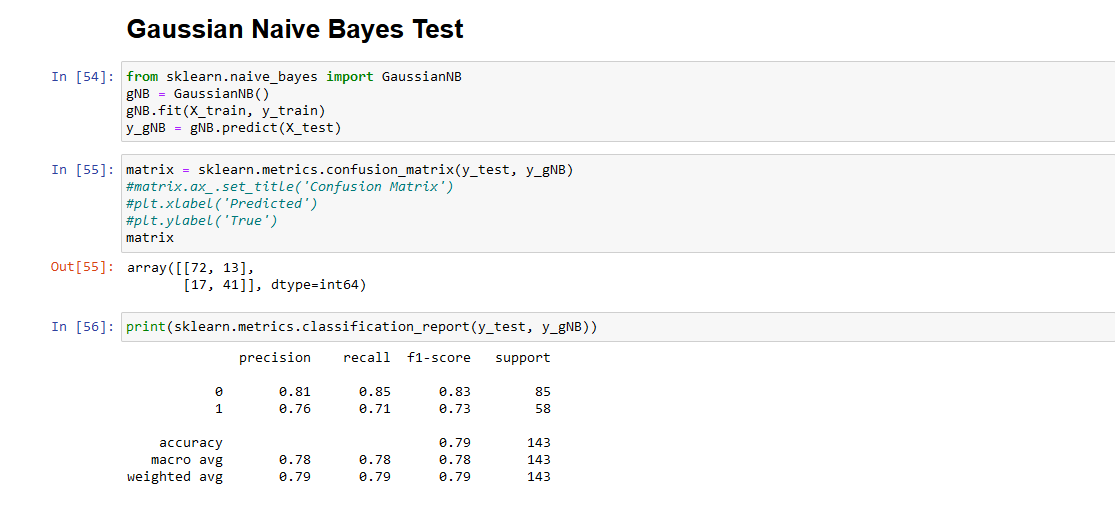 Gaussian Naive Bayes Test
In [54]: from sklearn.naive_bayes import GaussianNB
gNB = GaussianNB()
gNB.fit(X_train, y_train)
y_gNB = gNB.predict(X_test)
In [55]: matrix = sklearn.metrics.confusion_matrix(y_test, y_gNB)
#matrix.ax_.set_title('Confusion Matrix')
#plt.xlabel('Predicted')
#plt.ylabel('True')
matrix
Out[55]: array([[72, 13],
[17, 41]], dtype=int64)
In [56]: print(sklearn.metrics.classification_report(y_test, y_gNB))
precision recall f1-score support
0 0.81 0.85 0.83 85
1 0.76 0.71 0.73 58
accuracy 0.79 143
macro avg 0.78 0.78 0.78 143
weighted avg 0.79 0.79 0.79 143